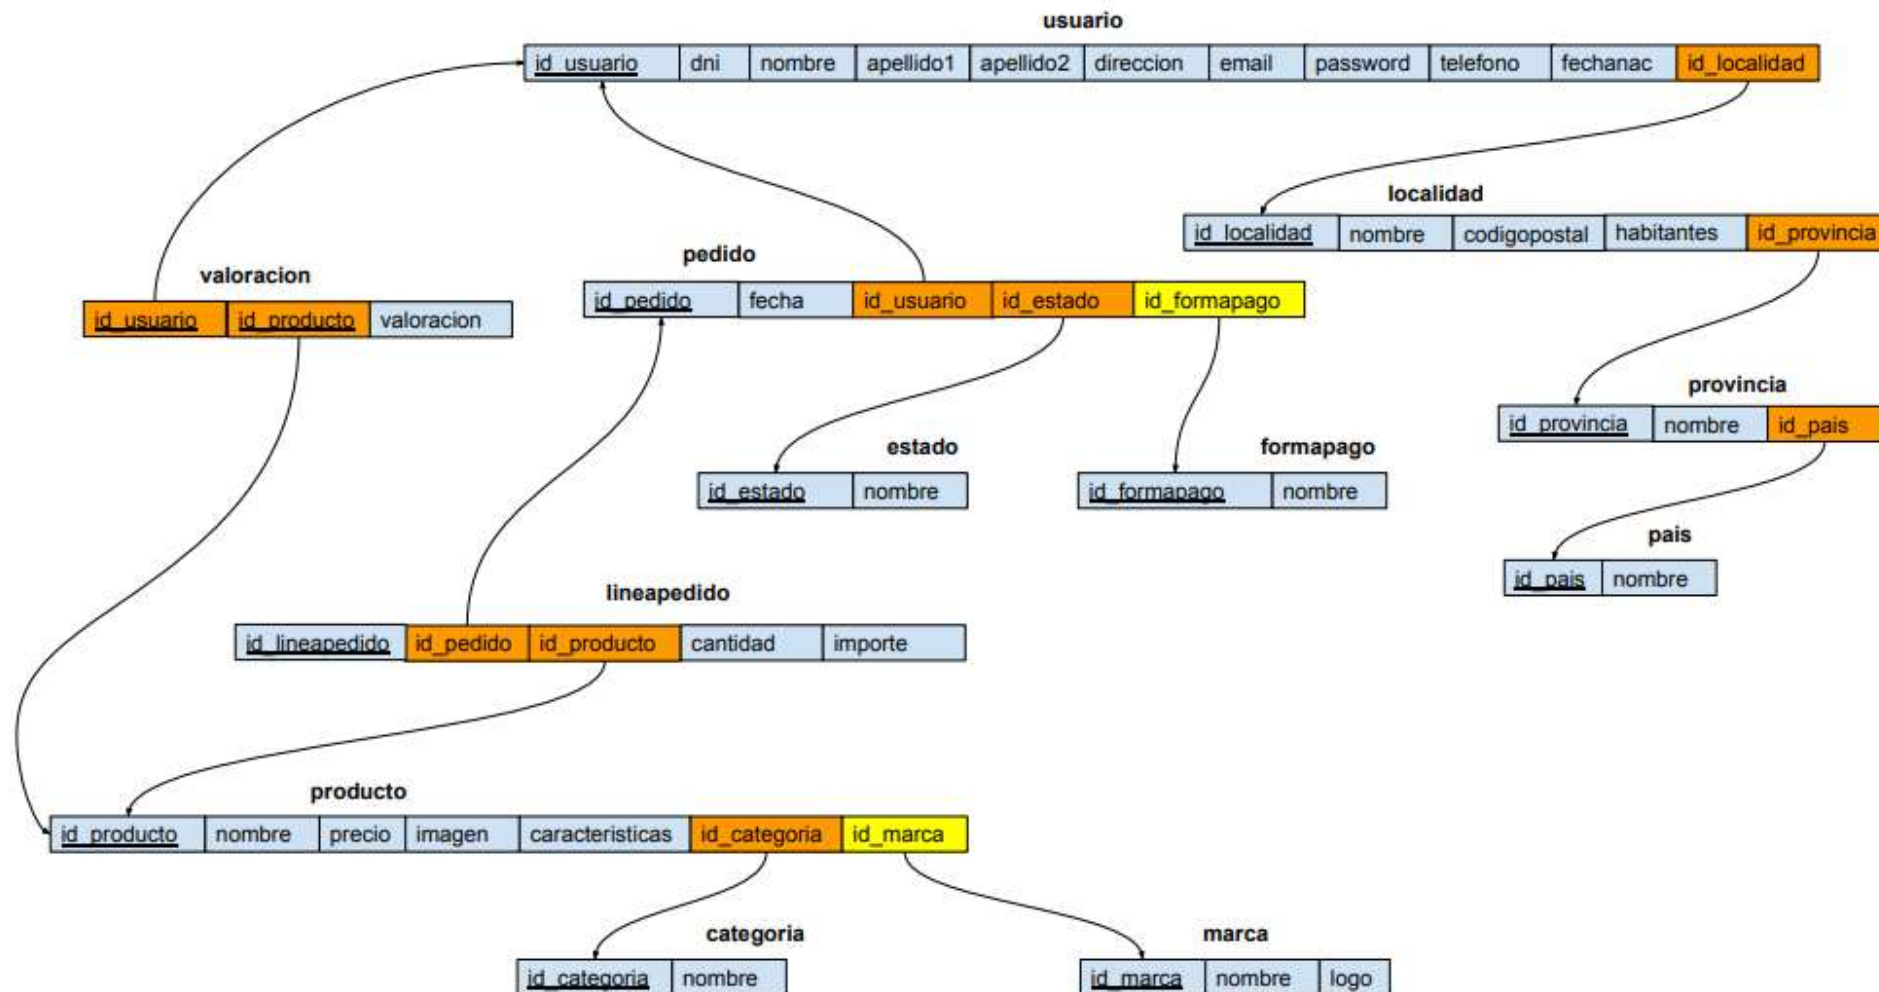 usuario
id_usuario dni nombre apellido1 apellido2 direccion email password telefono fechanac id_localidad
localidad
id_localidad nombre codigopostal habitantes id_provincia
pedido
id_pedido fecha id_usuario id_estado id_formapago
valoracion
id_usuario id_producto valoracion
provincia
id_provincia nombre id_pais
estado
id_estado nombre
formapago
id_formapago nombre
pais
id_pais nombre
lineapedido
id_lineapedido id_pedido id_producto cantidad importe
producto
id_producto nombre precio imagen caracteristicas id_categoria id_marca
categoria
id_categoria nombre
marca
id_marca nombre logo